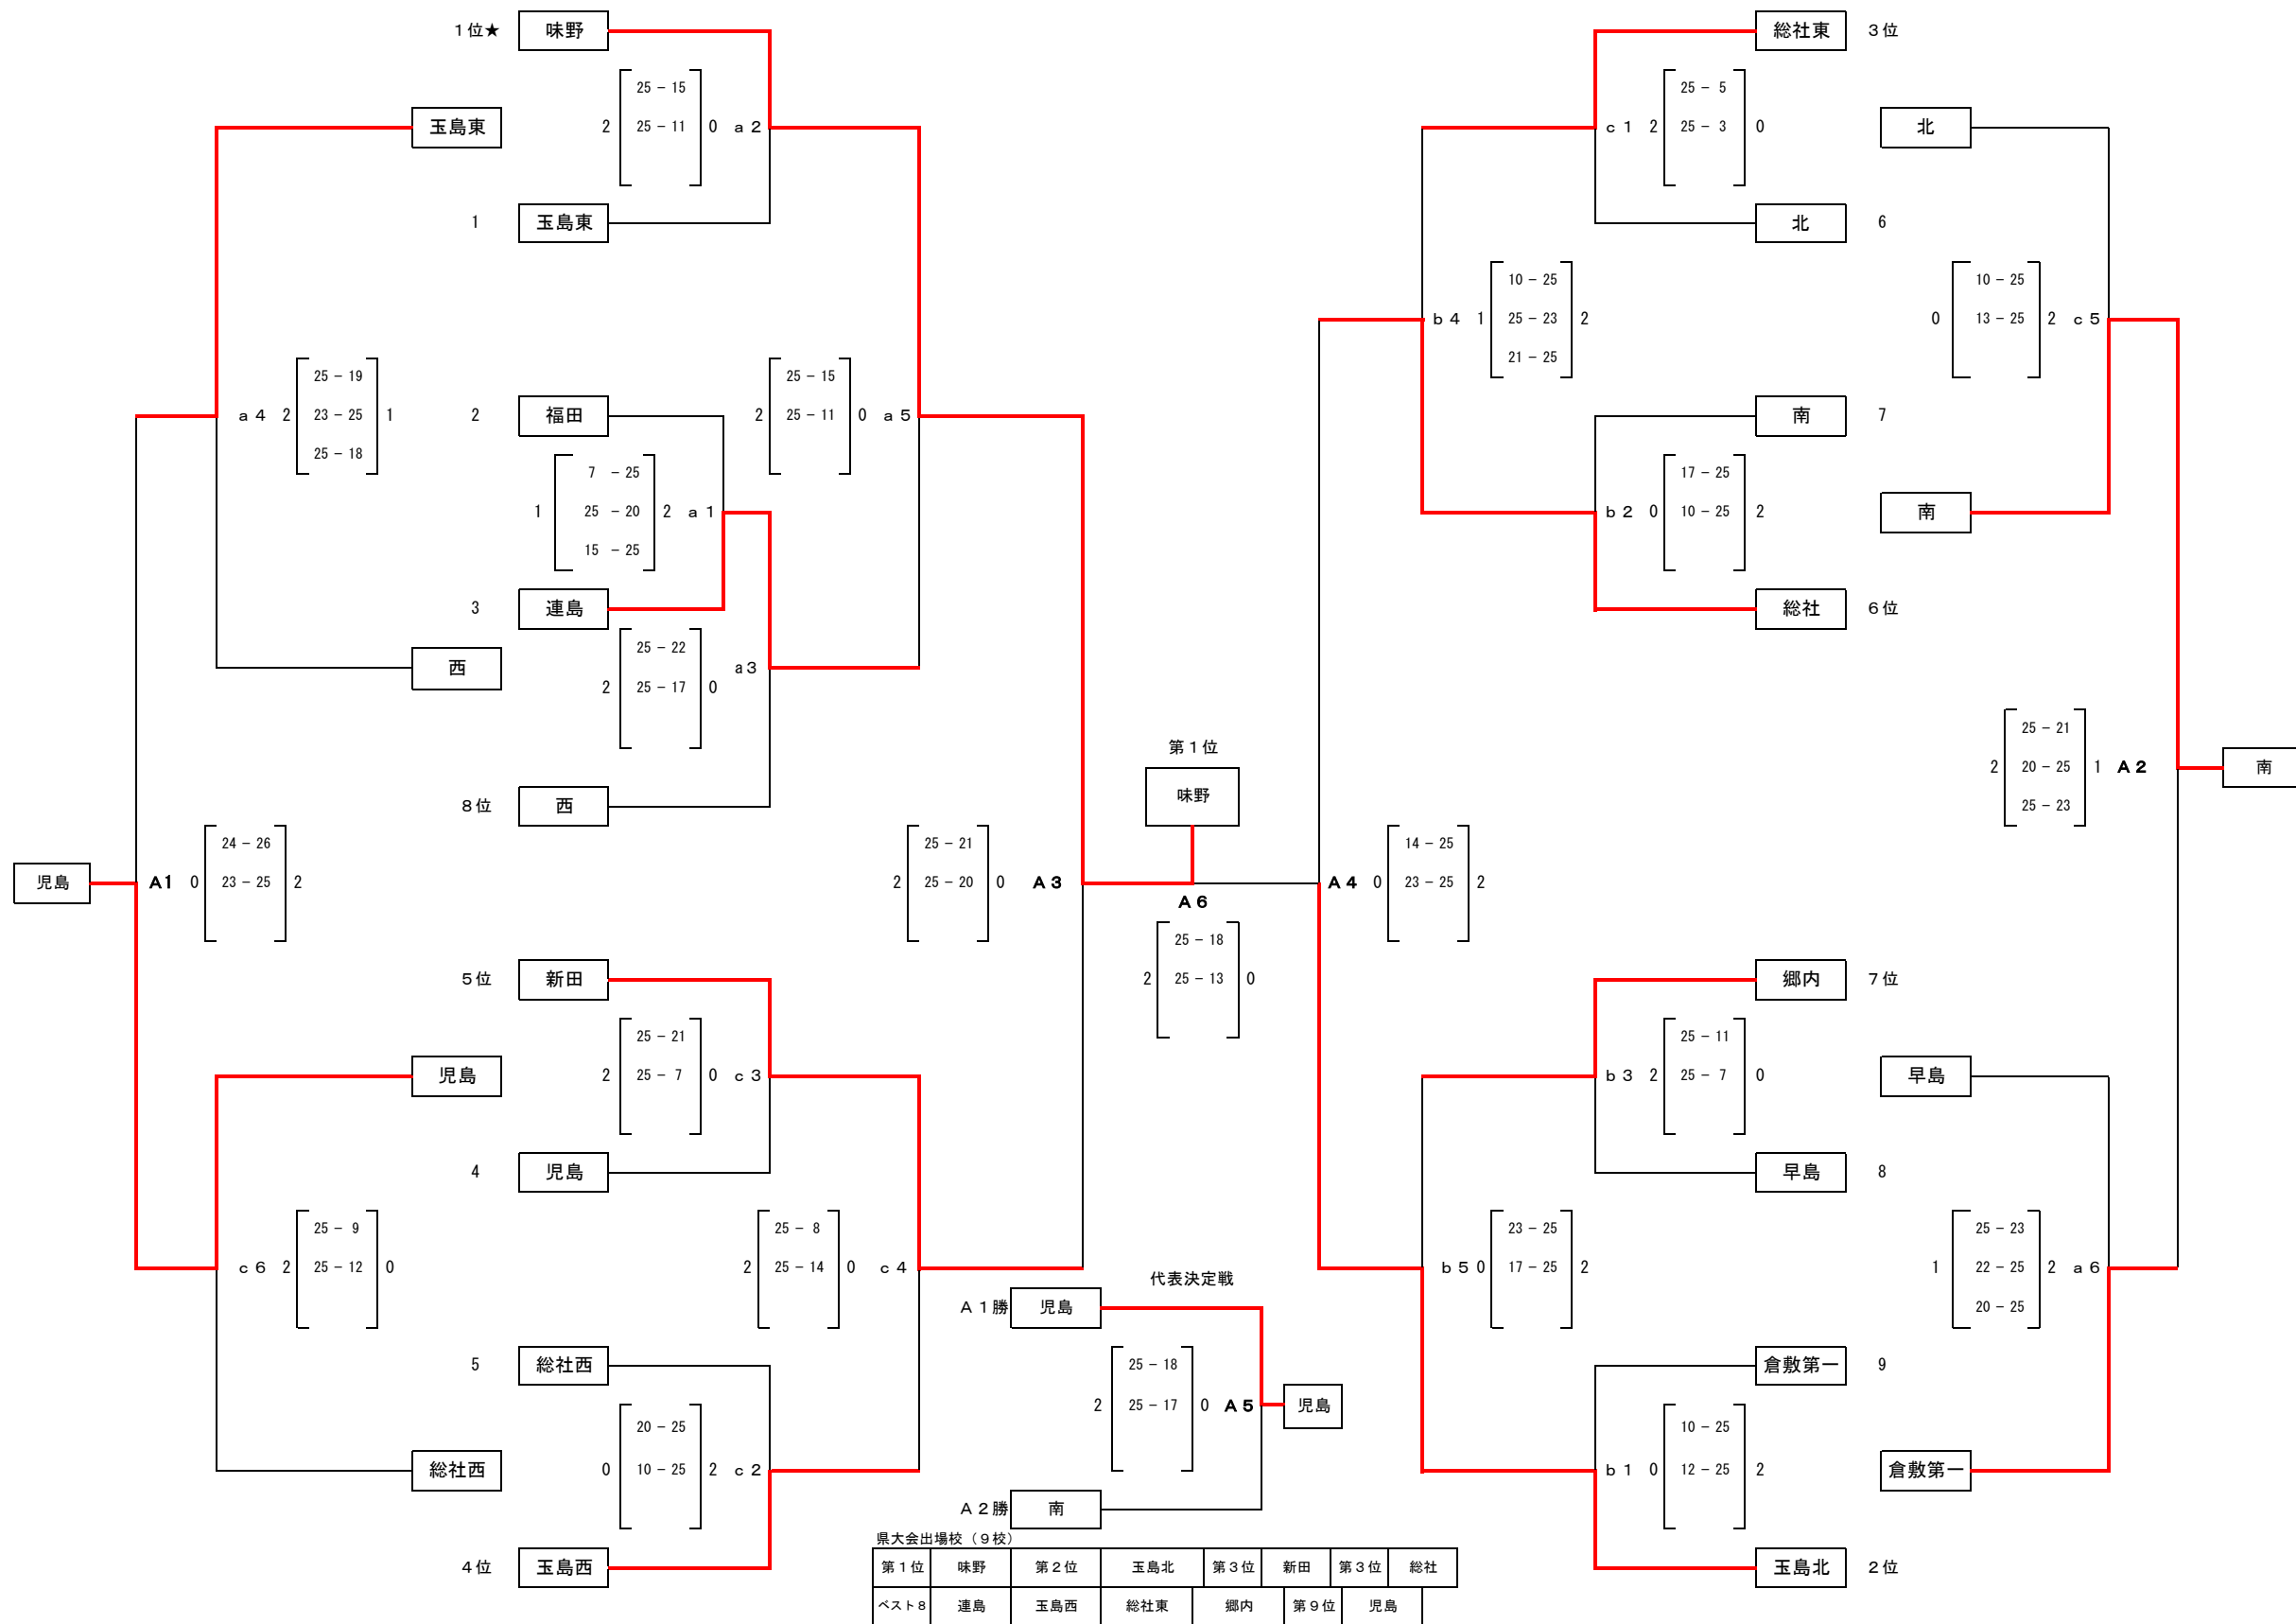 １位★ 味野
総社東 ３位
25 － 15
2 25 － 11 0 ａ２
玉島東
ｃ１ 2 25 － 5
25 － 3 0
北
1 玉島東
北 6
10 － 25
ｂ４ 1 25 － 23 2
21 － 25
10 － 25
0 13 － 25 2 ｃ５
25 － 19
ａ４ 2 23 － 25 1
25 － 18
2 福田
25 － 15
2 25 － 11 0 ａ５
南 7
7 － 25
1 25 － 20 2 ａ１
15 － 25
17 － 25
ｂ２ 0 10 － 25 2
南
3 連島
総社 ６位
25 － 22
2 25 － 17 0
ａ３
西
25 － 21
2 20 － 25 1 Ａ２
25 － 23
南
第１位
味野
８位 西
児島
Ａ１ 0 24 － 26
23 － 25 2
25 － 21
2 25 － 20 0 Ａ３
Ａ６
Ａ４ 0 14 － 25
23 － 25 2
25 － 18
2 25 － 13 0
５位 新田
郷内 ７位
25 － 21
2 25 － 7 0 ｃ３
児島
25 － 11
ｂ３ 2 25 － 7 0
早島
4 児島
早島 8
25 － 9
ｃ６ 2 25 － 12 0
25 － 8
2 25 － 14 0 ｃ４
23 － 25
ｂ５ 0 17 － 25 2
25 － 23
1 22 － 25 2 ａ６
20 － 25
代表決定戦
Ａ１勝 児島
25 － 18
2 25 － 17 0 Ａ５ 児島
Ａ２勝 南
5 総社西
倉敷第一 9
20 － 25
0 10 － 25 2 ｃ２
総社西
10 － 25
ｂ１ 0 12 － 25 2
倉敷第一
４位 玉島西
玉島北 ２位
県大会出場校（９校）
第１位 味野 第２位 玉島北 第３位 新田 第３位 総社
ベスト８ 連島 玉島西 総社東 郷内 第９位 児島